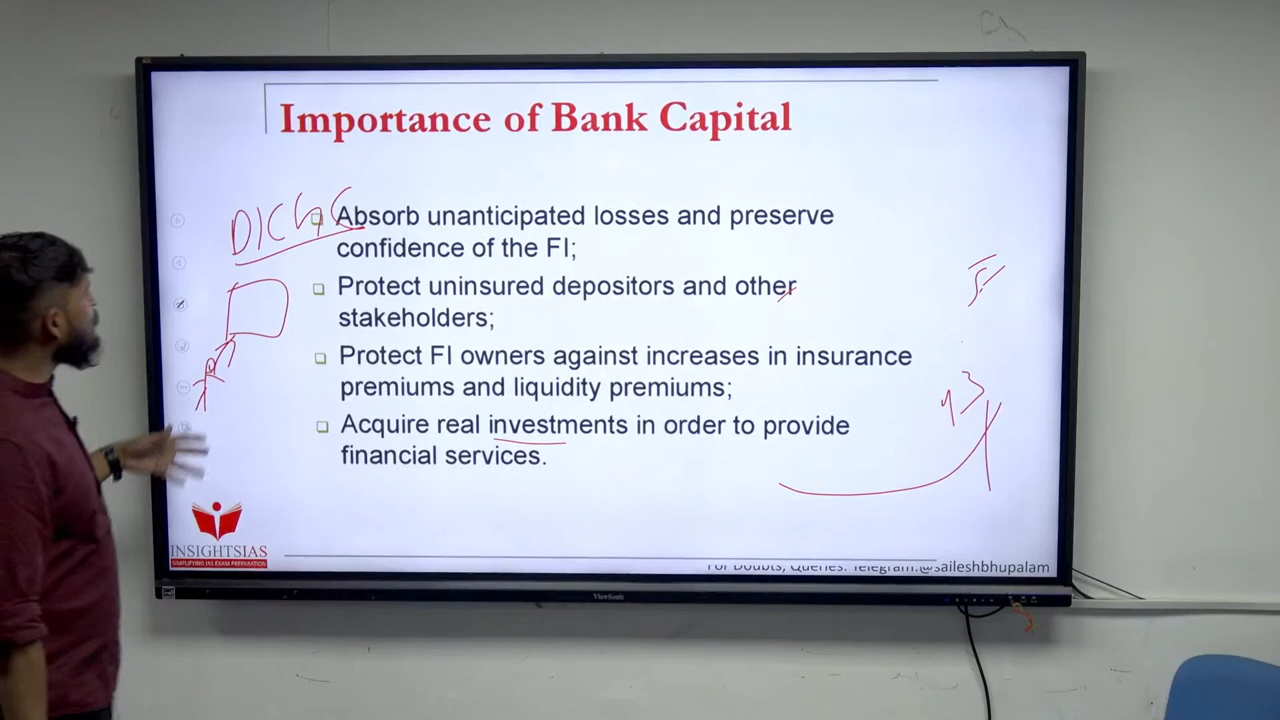 Importance of Bank Capital
DICGC
Absorb unanticipated losses and preserve
confidence of the FI;
Protect uninsured depositors and other
stakeholders;
Protect FI owners against increases in insurance
premiums and liquidity premiums;
Acquire real investments in order to provide
financial services.
INSIGHTSIAS
SIMPLIFYING IAS EXAM PREPARATION
For Doubts, Queries: Telegram:@saileshbhupalam
ViewSonic